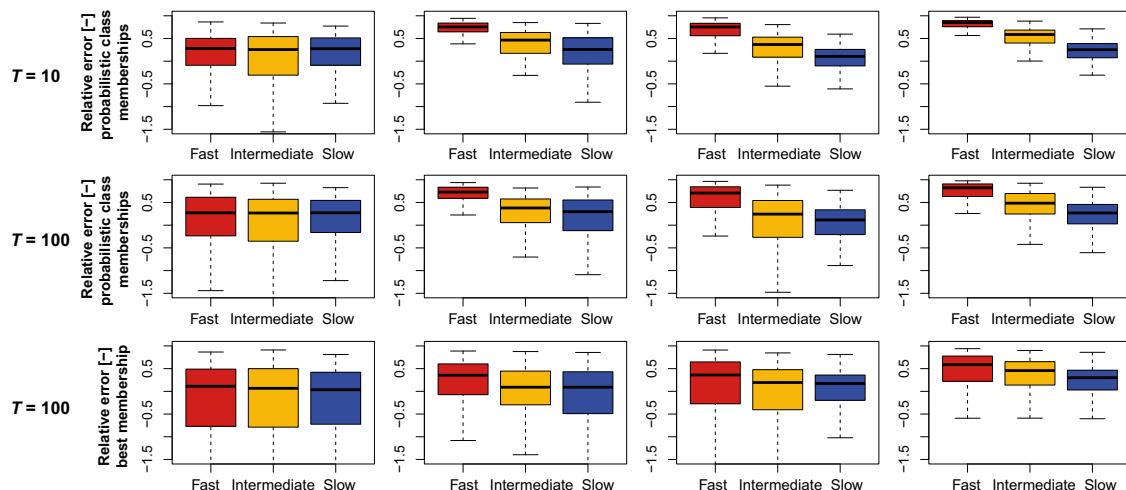 T = 10
Relative error [–]
probabilistic class
memberships
0.5
−0.5
−1.5
Fast Intermediate Slow
0.5
−0.5
−1.5
Fast Intermediate Slow
0.5
−0.5
−1.5
Fast Intermediate Slow
0.5
−0.5
−1.5
Fast Intermediate Slow
T = 100
Relative error [–]
probabilistic class
memberships
0.5
−0.5
−1.5
Fast Intermediate Slow
0.5
−0.5
−1.5
Fast Intermediate Slow
0.5
−0.5
−1.5
Fast Intermediate Slow
0.5
−0.5
−1.5
Fast Intermediate Slow
T = 100
Relative error [–]
best membership
0.5
−0.5
−1.5
Fast Intermediate Slow
0.5
−0.5
−1.5
Fast Intermediate Slow
0.5
−0.5
−1.5
Fast Intermediate Slow
0.5
−0.5
−1.5
Fast Intermediate Slow